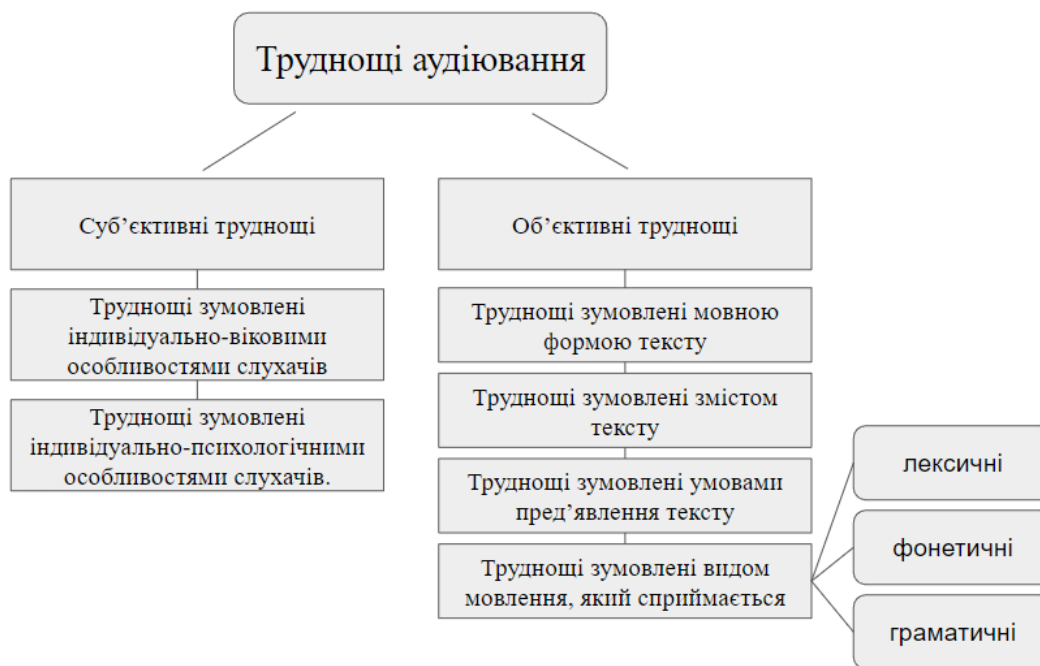 Труднощі аудіювання
Суб’єктивні труднощі
Труднощі зумовлені
індивідуально-віковими
особливостями слухачів
Труднощі зумовлені
індивідуально-психологічними
особливостями слухачів.
Об’єктивні труднощі
Труднощі зумовлені мовною
формою тексту
Труднощі зумовлені змістом
тексту
Труднощі зумовлені умовами
пред’явлення тексту
Труднощі зумовлені видом
мовлення, який сприймається
лексичні
фонетичні
граматичні